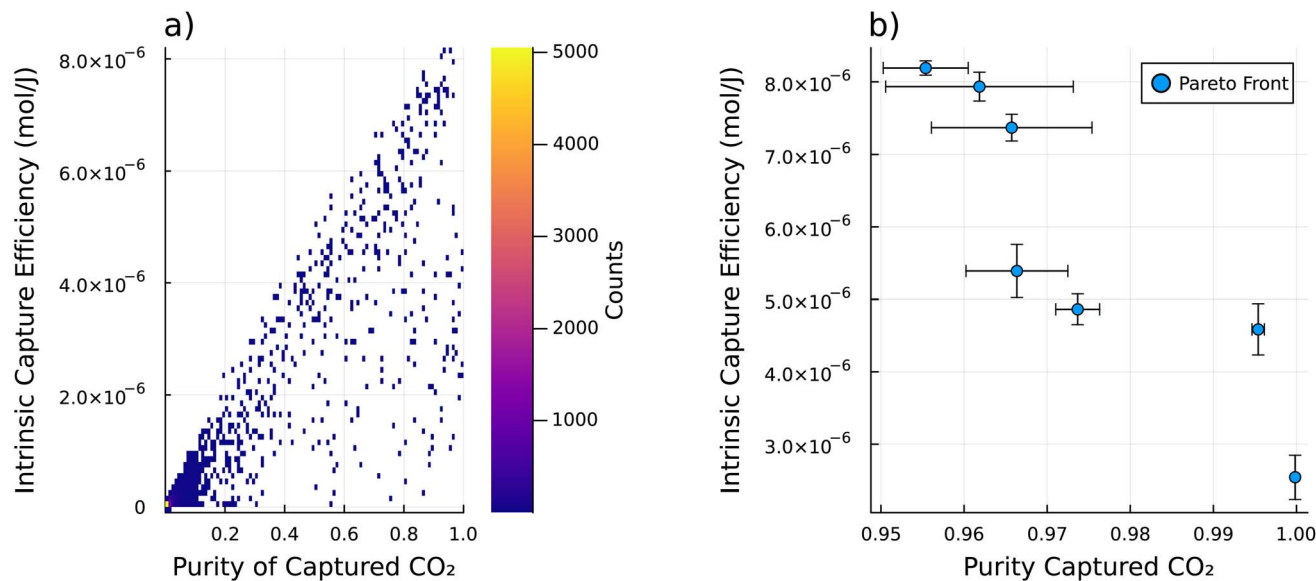 a)
Intrinsic Capture Efficiency (mol/J)
8.0×10⁻⁶
6.0×10⁻⁶
4.0×10⁻⁶
2.0×10⁻⁶
0
0.2 0.4 0.6 0.8 1.0
Purity of Captured CO₂
5000
4000
3000
2000
1000
Counts
b)
Intrinsic Capture Efficiency (mol/J)
8.0×10⁻⁶
7.0×10⁻⁶
6.0×10⁻⁶
5.0×10⁻⁶
4.0×10⁻⁶
3.0×10⁻⁶
0.95 0.96 0.97 0.98 0.99 1.00
Purity Captured CO₂
Pareto Front